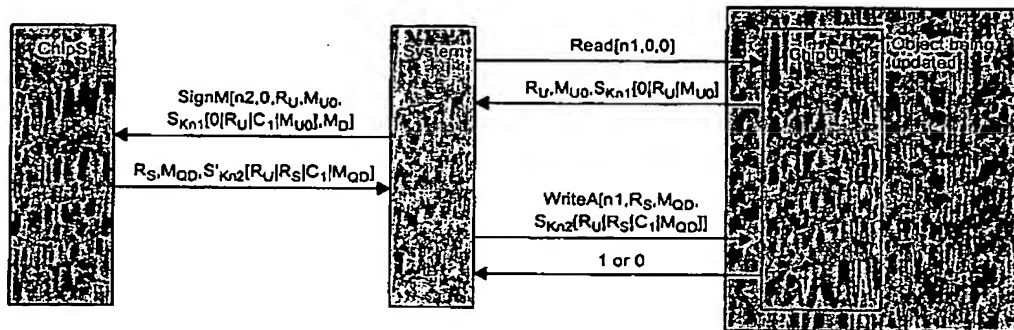 ChipS
System
Object being
updated
Read[n1,0,0]
R_U,M_U0,S_Kn1[0|R_U|M_U0]
SignM[n2,0,R_U,M_U0,
S_Kn1[0|R_U|C_1|M_U0],M_D]
R_S,M_QD,S'_Kn2[R_U|R_S|C_1|M_QD]
WriteA[n1,R_S,M_QD,
S_Kn2[R_U|R_S|C_1|M_QD]]
1 or 0